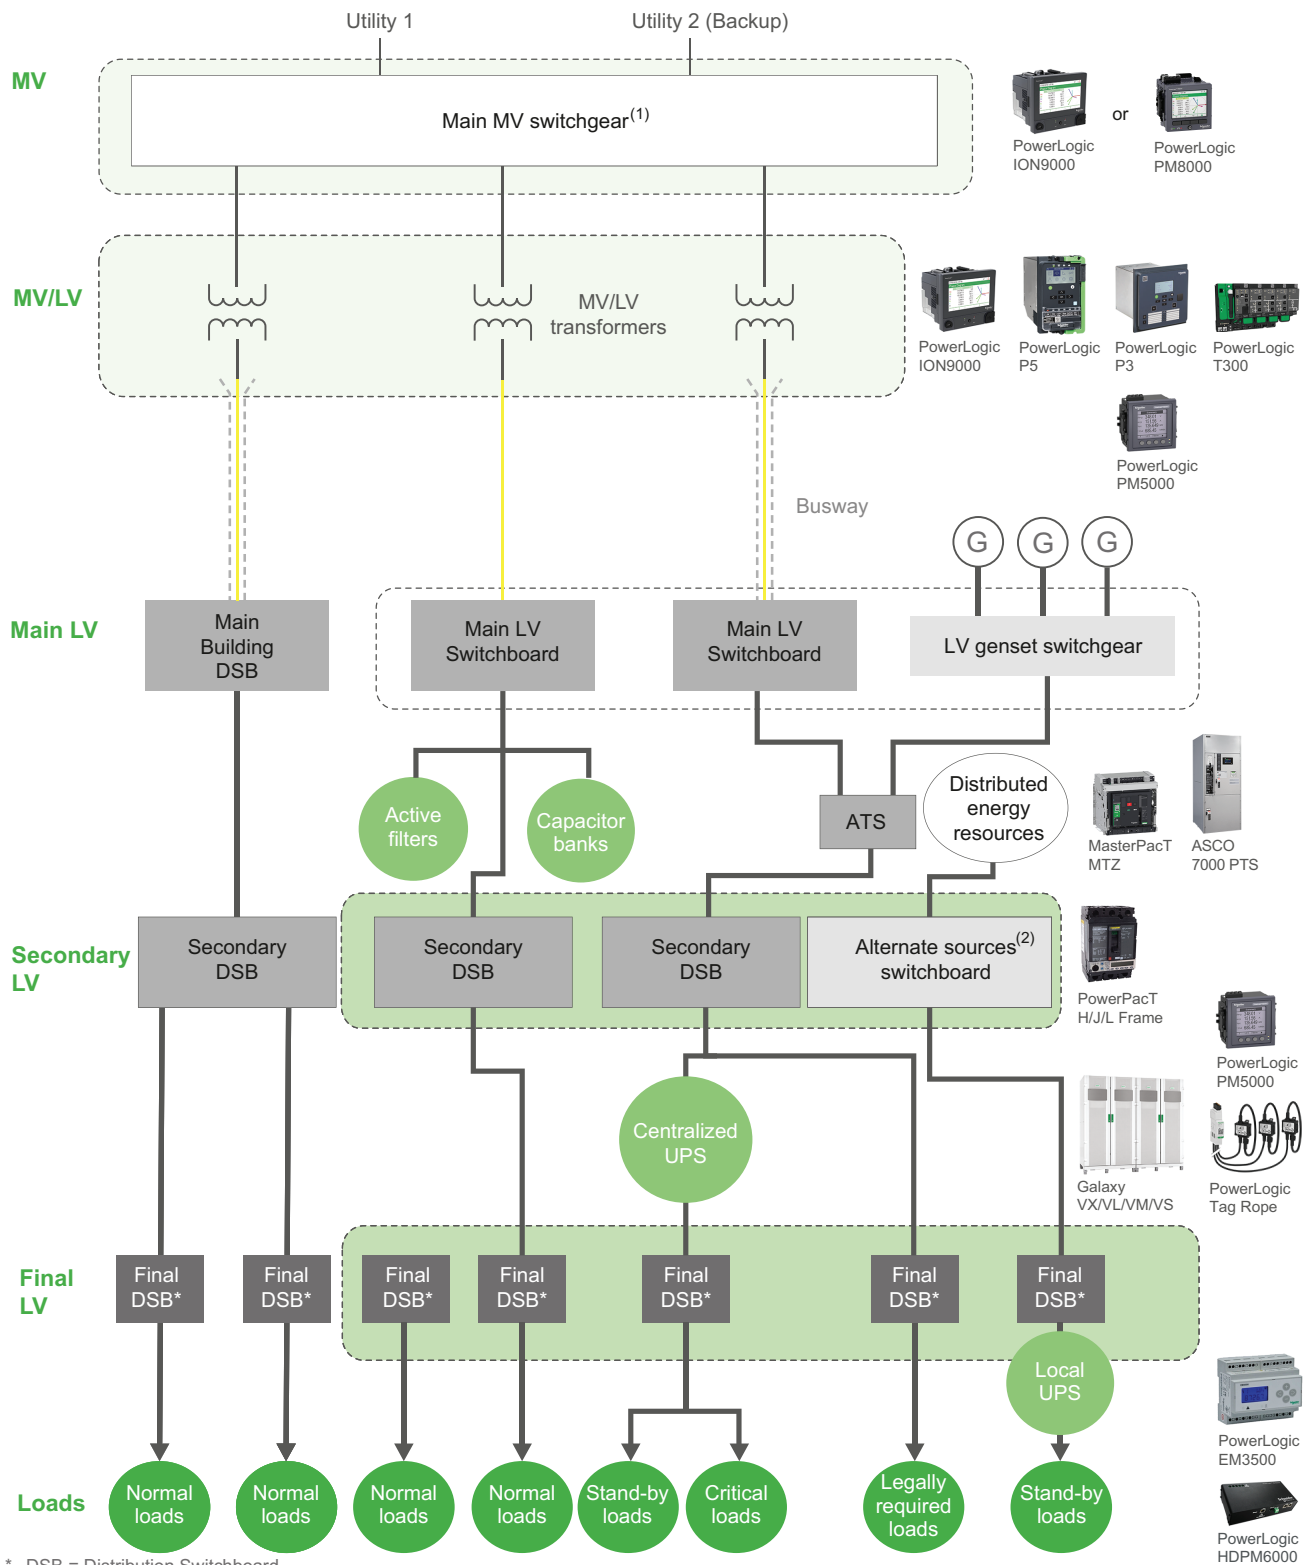 Utility 1
Utility 2 (Backup)
MV
Main MV switchgear(1)
or
PowerLogic
ION9000
PowerLogic
PM8000
MV/LV
MV/LV
transformers
PowerLogic
ION9000
PowerLogic
P5
PowerLogic
P3
PowerLogic
T300
PowerLogic
PM5000
Busway
G
G
G
Main LV
Main
Building
DSB
Main LV
Switchboard
Main LV
Switchboard
LV genset switchgear
Active
filters
Capacitor
banks
ATS
Distributed
energy
resources
MasterPacT
MTZ
ASCO
7000 PTS
Secondary
LV
Secondary
DSB
Secondary
DSB
Secondary
DSB
Alternate sources(2)
switchboard
PowerPacT
H/J/L Frame
PowerLogic
PM5000
Centralized
UPS
Galaxy
VX/VL/VM/VS
PowerLogic
Tag Rope
Final
LV
Final
DSB*
Final
DSB*
Final
DSB*
Final
DSB*
Final
DSB*
Final
DSB*
Final
DSB*
Local
UPS
PowerLogic
EM3500
Loads
Normal
loads
Normal
loads
Normal
loads
Normal
loads
Stand-by
loads
Critical
loads
Legally
required
loads
Stand-by
loads
PowerLogic
HDPM6000
* DSB = Distribution Switchboard